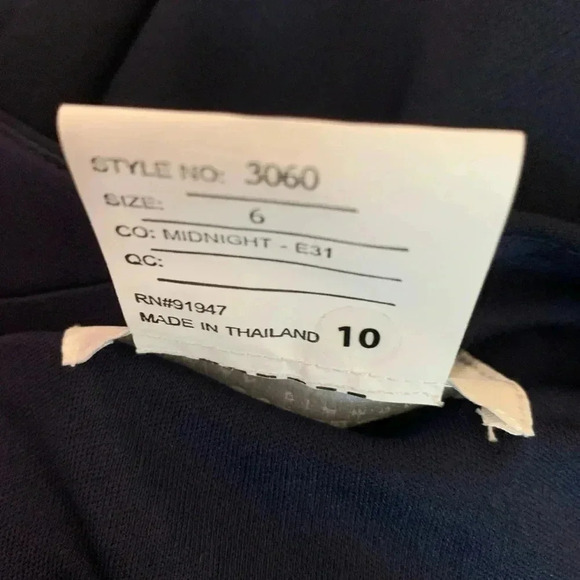 STYLE NO: 3060
SIZE: 6
CO: MIDNIGHT - E31
QC:
RN#91947
MADE IN THAILAND 10